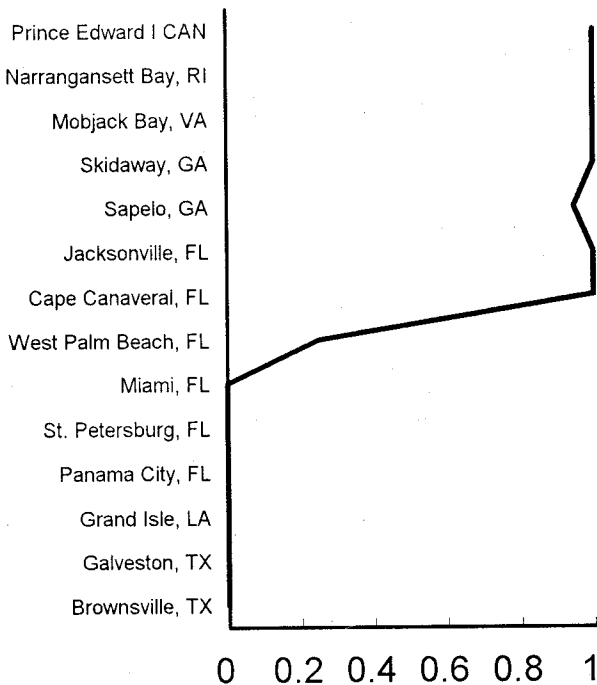 Prince Edward I CAN
Narrangansett Bay, RI
Mobjack Bay, VA
Skidaway, GA
Sapelo, GA
Jacksonville, FL
Cape Canaveral, FL
West Palm Beach, FL
Miami, FL
St. Petersburg, FL
Panama City, FL
Grand Isle, LA
Galveston, TX
Brownsville, TX
0 0.2 0.4 0.6 0.8 1